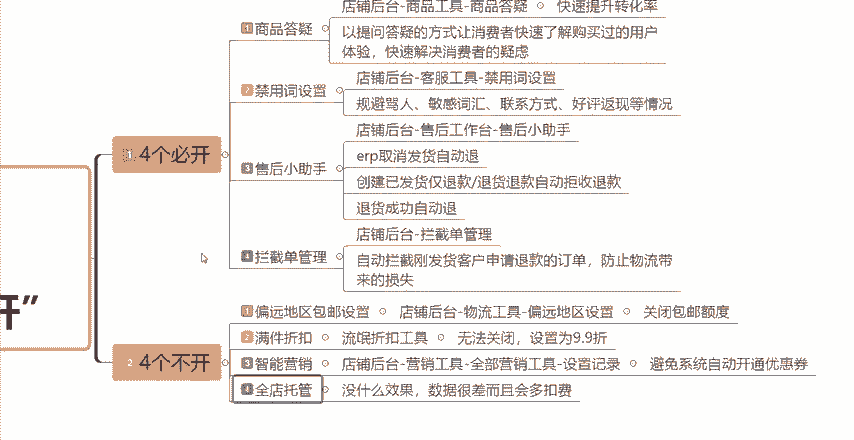 店铺后台-商品工具-商品答疑
快速提升转化率
1 商品答疑
以提问答疑的方式让消费者快速了解购买过的用户
体验，快速解决消费者的疑虑
店铺后台-客服工具-禁用词设置
2 禁用词设置
规避骂人、敏感词汇、联系方式、好评返现等情况
店铺后台-售后工作台-售后小助手
1 4个必开
erp取消发货自动退
3 售后小助手
创建已发货仅退款/退货退款自动拒收退款
退货成功自动退
店铺后台-拦截单管理
4 拦截单管理
自动拦截刚发货客户申请退款的订单，防止物流带
来的损失
开”
1 偏远地区包邮设置
店铺后台-物流工具-偏远地区设置
关闭包邮额度
2 满件折扣
流氓折扣工具
无法关闭，设置为9.9折
2 4个不开
3 智能营销
店铺后台-营销工具-全部营销工具-设置记录
避免系统自动开通优惠券
4 全店托管
没什么效果，数据很差而且会多扣费